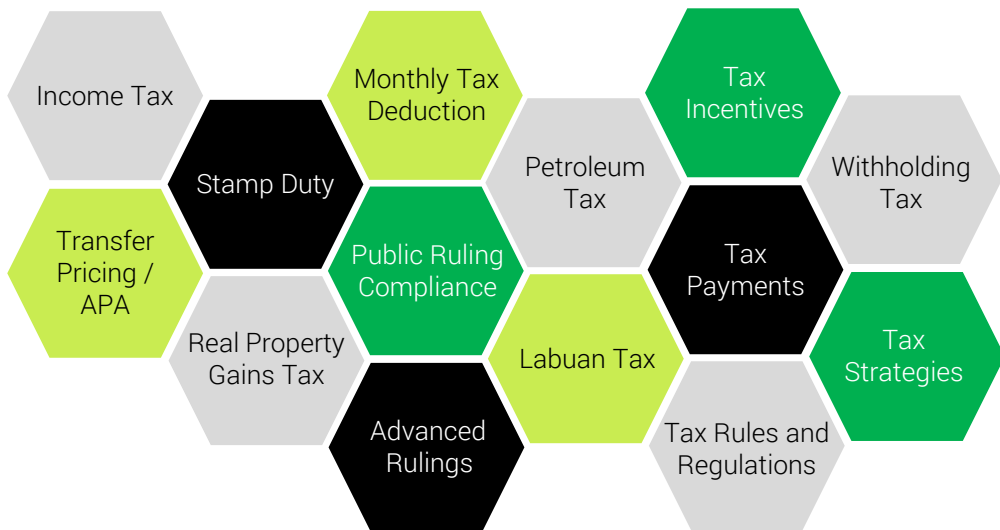 Income Tax
Monthly Tax
Deduction
Tax
Incentives
Stamp Duty
Petroleum
Tax
Withholding
Tax
Transfer
Pricing /
APA
Public Ruling
Compliance
Tax
Payments
Real Property
Gains Tax
Labuan Tax
Tax
Strategies
Advanced
Rulings
Tax Rules and
Regulations